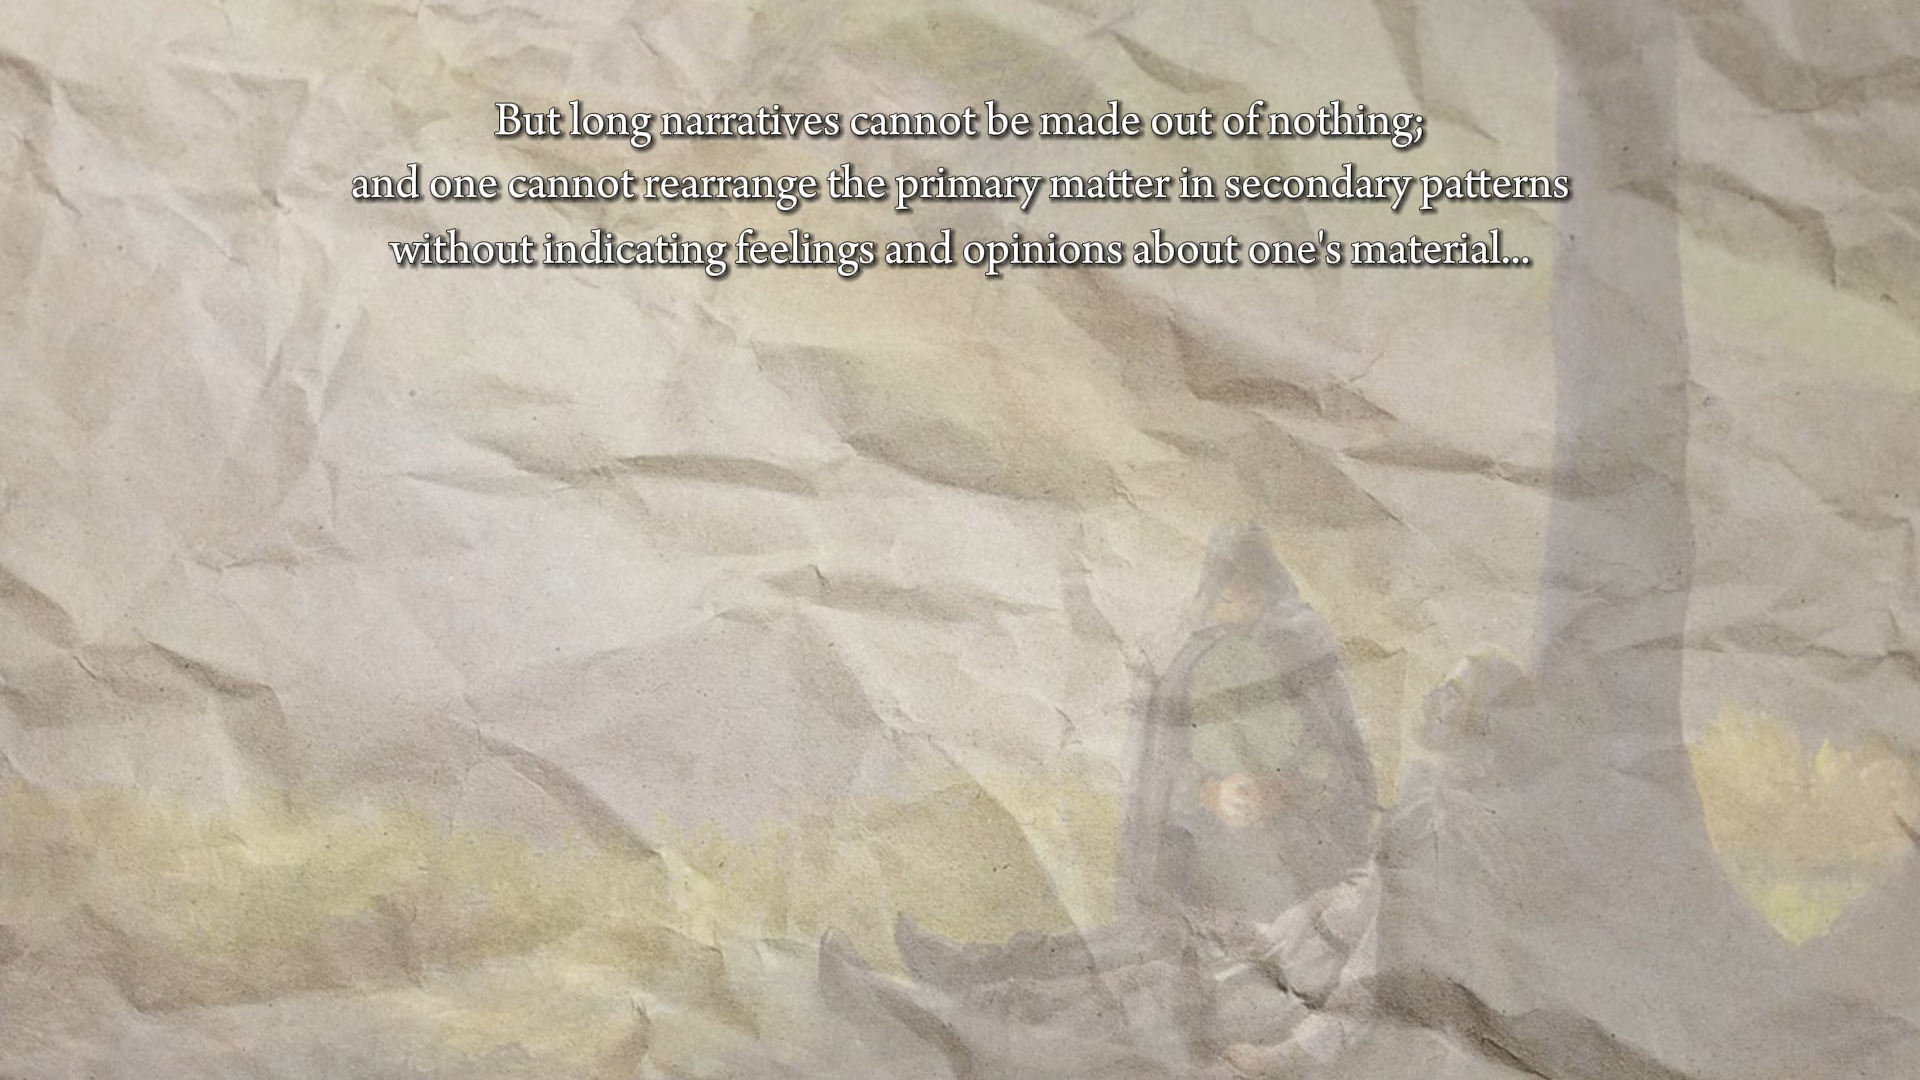 But long narratives cannot be made out of nothing;
and one cannot rearrange the primary matter in secondary patterns
without indicating feelings and opinions about one's material...